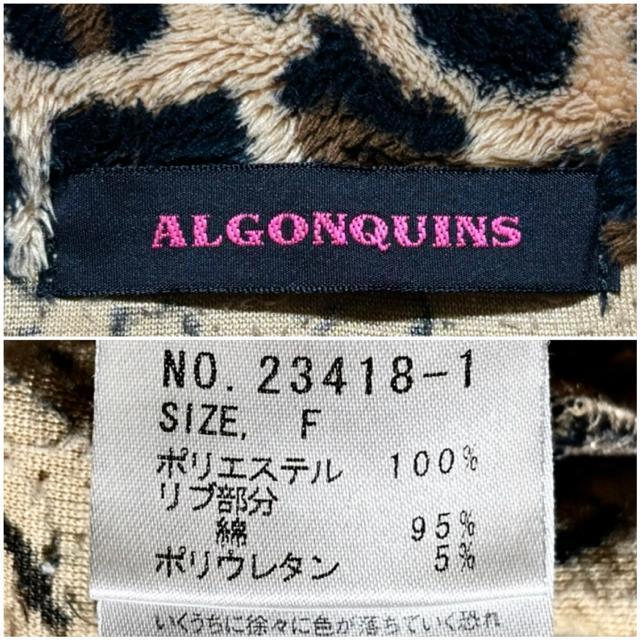 ALGONQUINS
NO. 23418-1
SIZE, F
ポリエステル 100%
リブ部分
綿 95%
ポリウレタン 5%
いくうちに徐々に色が落ちていく恐れ